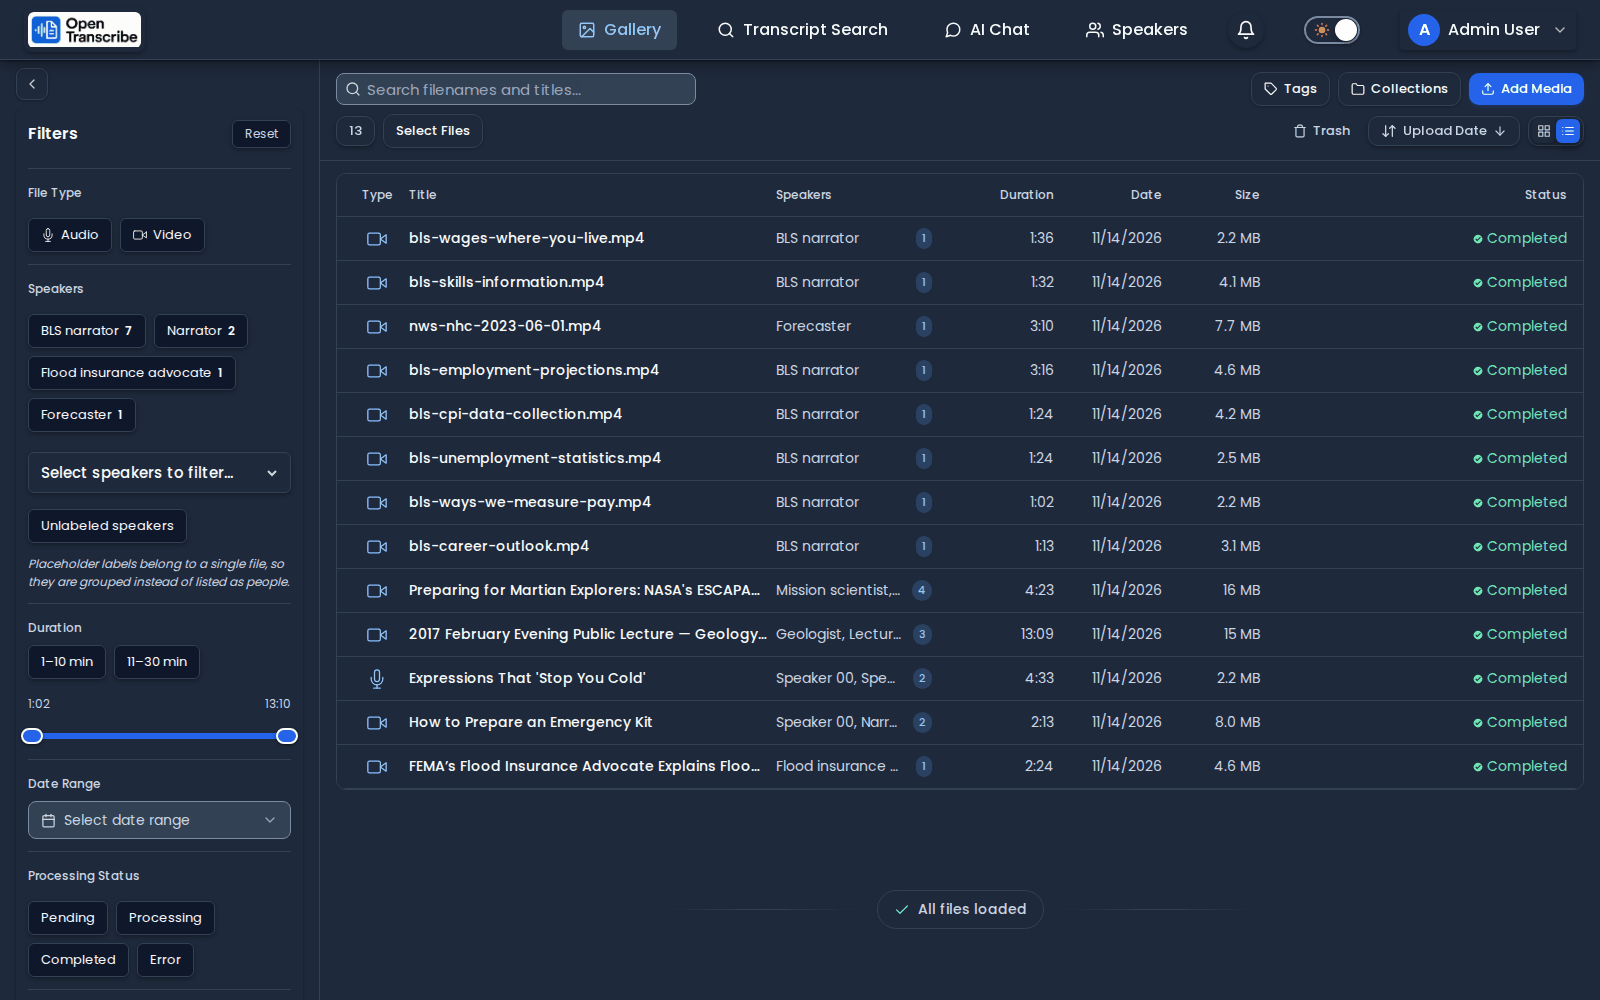 Open
Transcribe
Gallery
Transcript Search
AI Chat
Speakers
A
Admin User
Filters
Reset
File Type
Audio
Video
Speakers
BLS narrator 7
Narrator 2
Flood insurance advocate 1
Forecaster 1
Select speakers to filter...
Unlabeled speakers
Placeholder labels belong to a single file, so
they are grouped instead of listed as people.
Duration
1–10 min
11–30 min
1:02
13:10
Date Range
Select date range
Processing Status
Pending
Processing
Completed
Error
Search filenames and titles...
Tags
Collections
Add Media
13
Select Files
Trash
Upload Date
Type Title Speakers Duration Date Size Status
bls-wages-where-you-live.mp4 BLS narrator 1 1:36 11/14/2026 2.2 MB Completed
bls-skills-information.mp4 BLS narrator 1 1:32 11/14/2026 4.1 MB Completed
nws-nhc-2023-06-01.mp4 Forecaster 1 3:10 11/14/2026 7.7 MB Completed
bls-employment-projections.mp4 BLS narrator 1 3:16 11/14/2026 4.6 MB Completed
bls-cpi-data-collection.mp4 BLS narrator 1 1:24 11/14/2026 4.2 MB Completed
bls-unemployment-statistics.mp4 BLS narrator 1 1:24 11/14/2026 2.5 MB Completed
bls-ways-we-measure-pay.mp4 BLS narrator 1 1:02 11/14/2026 2.2 MB Completed
bls-career-outlook.mp4 BLS narrator 1 1:13 11/14/2026 3.1 MB Completed
Preparing for Martian Explorers: NASA's ESCAPA... Mission scientist,... 4 4:23 11/14/2026 16 MB Completed
2017 February Evening Public Lecture — Geology... Geologist, Lectur... 3 13:09 11/14/2026 15 MB Completed
Expressions That 'Stop You Cold' Speaker 00, Spe... 2 4:33 11/14/2026 2.2 MB Completed
How to Prepare an Emergency Kit Speaker 00, Narr... 2 2:13 11/14/2026 8.0 MB Completed
FEMA's Flood Insurance Advocate Explains Floo... Flood insurance ... 1 2:24 11/14/2026 4.6 MB Completed
All files loaded